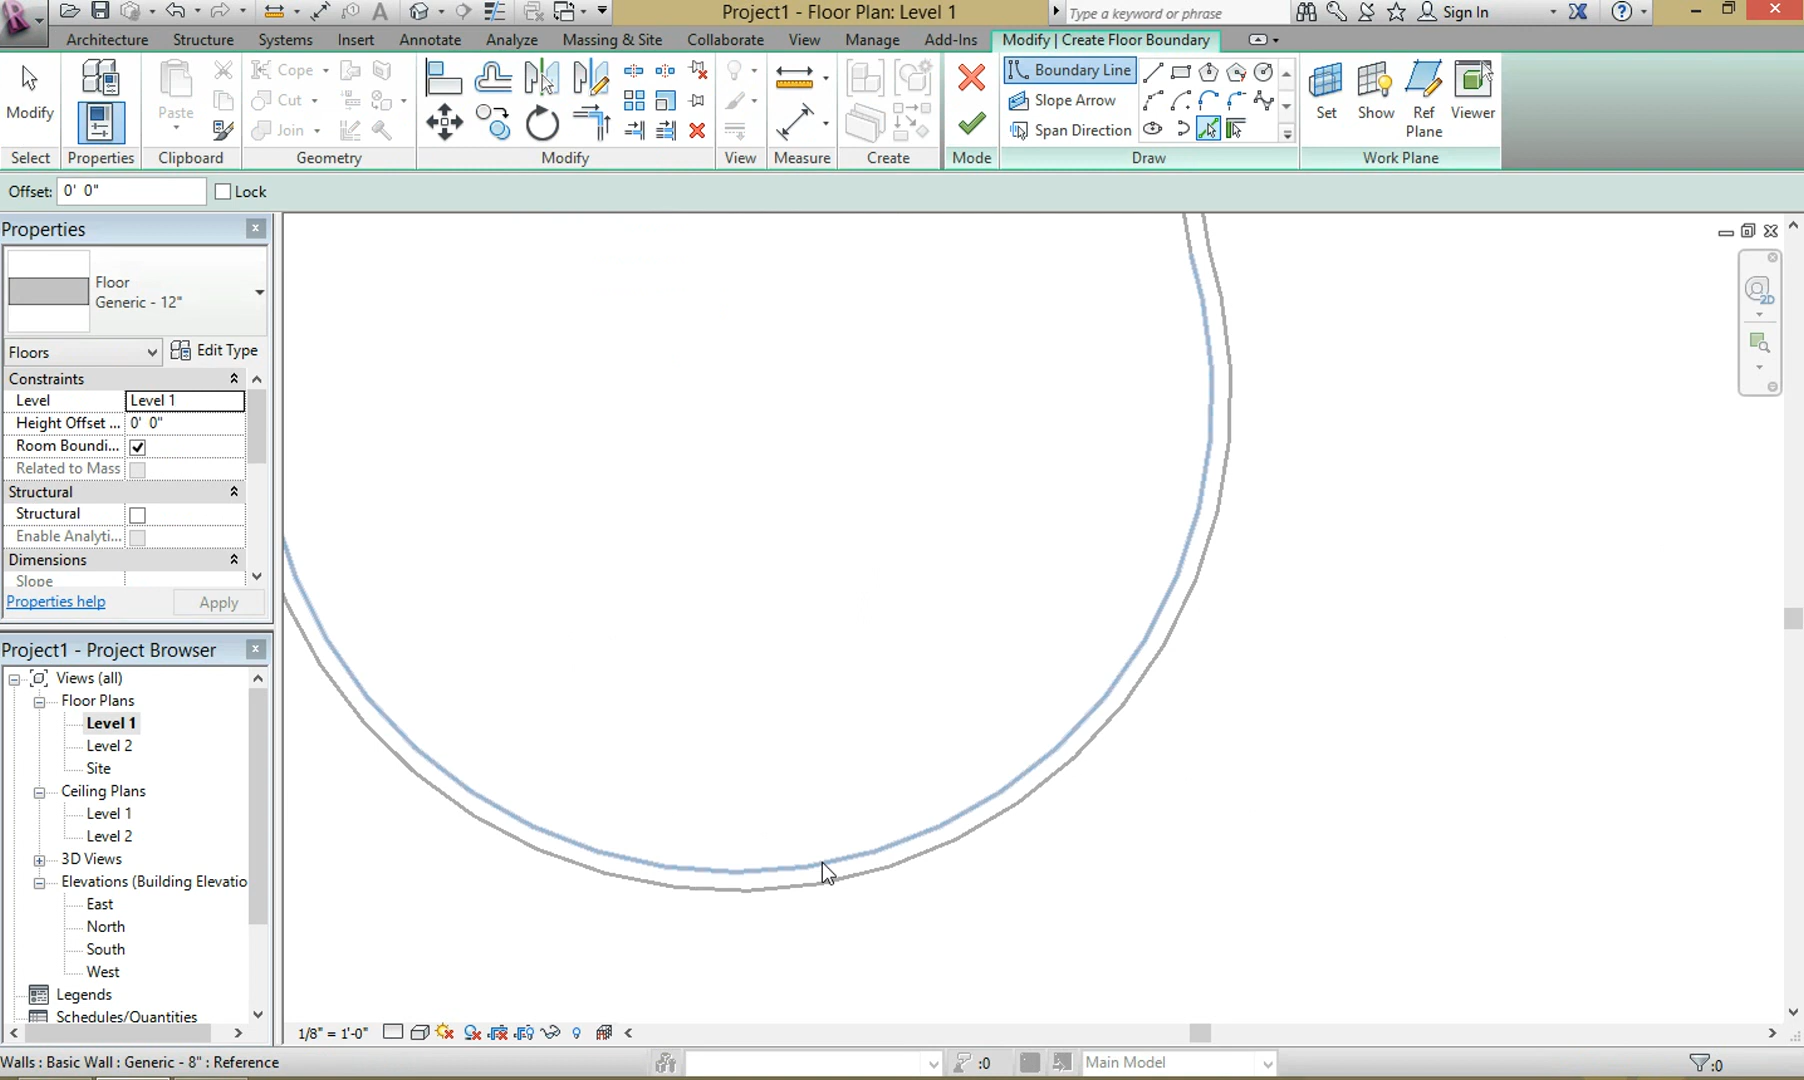 Project1 - Floor Plan: Level 1
Type a keyword or phrase
Sign In
Architecture Structure Systems Insert Annotate Analyze Massing & Site Collaborate View Manage Add-Ins Modify | Create Floor Boundary
Modify
Paste
Cope
Cut
Join
Boundary Line
Slope Arrow
Span Direction
Set
Show
Ref
Plane
Viewer
Select Properties Clipboard Geometry Modify View Measure Create Mode Draw Work Plane
Offset: 0' 0" Lock
Properties
Floor
Generic - 12"
Floors Edit Type
Constraints
Level Level 1
Height Offset ... 0' 0"
Room Boundi...
Related to Mass
Structural
Structural
Enable Analyti...
Dimensions
Slope
Properties help Apply
Project1 - Project Browser
Views (all)
Floor Plans
Level 1
Level 2
Site
Ceiling Plans
Level 1
Level 2
3D Views
Elevations (Building Elevatio
East
North
South
West
Legends
Schedules/Quantities
2D
1/8" = 1'-0"
Walls : Basic Wall : Generic - 8" : Reference
:0
Main Model
:0